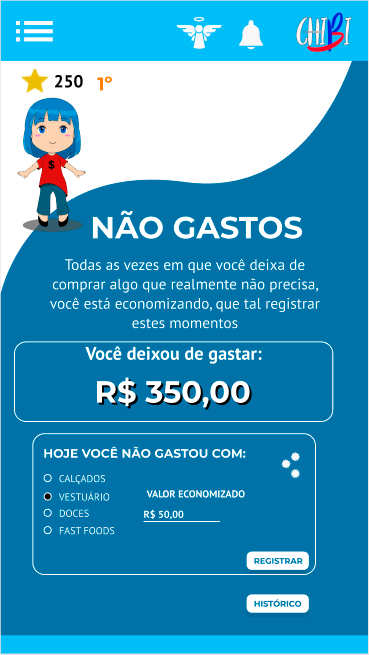 CHIBI
250 1º
$
NÃO GASTOS
Todas as vezes em que você deixa de
comprar algo que realmente não precisa,
você está economizando, que tal registrar
estes momentos
Você deixou de gastar:
R$ 350,00
HOJE VOCÊ NÃO GASTOU COM:
CALÇADOS
VESTUÁRIO
VALOR ECONOMIZADO
DOCES
R$ 50,00
FAST FOODS
REGISTRAR
HISTÓRICO